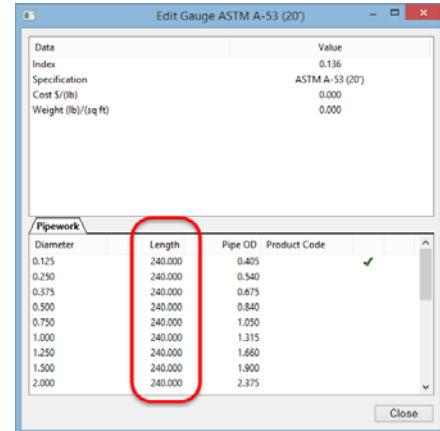 Edit Gauge ASTM A-53 (20')
Data Value
Index 0.136
Specification ASTM A-53 (20')
Cost $/(lb) 0.000
Weight (lb)/(sq ft) 0.000
Pipework
Diameter Length Pipe OD Product Code
0.125 240.000 0.405
0.250 240.000 0.540
0.375 240.000 0.675
0.500 240.000 0.840
0.750 240.000 1.050
1.000 240.000 1.315
1.250 240.000 1.660
1.500 240.000 1.900
2.000 240.000 2.375
Close